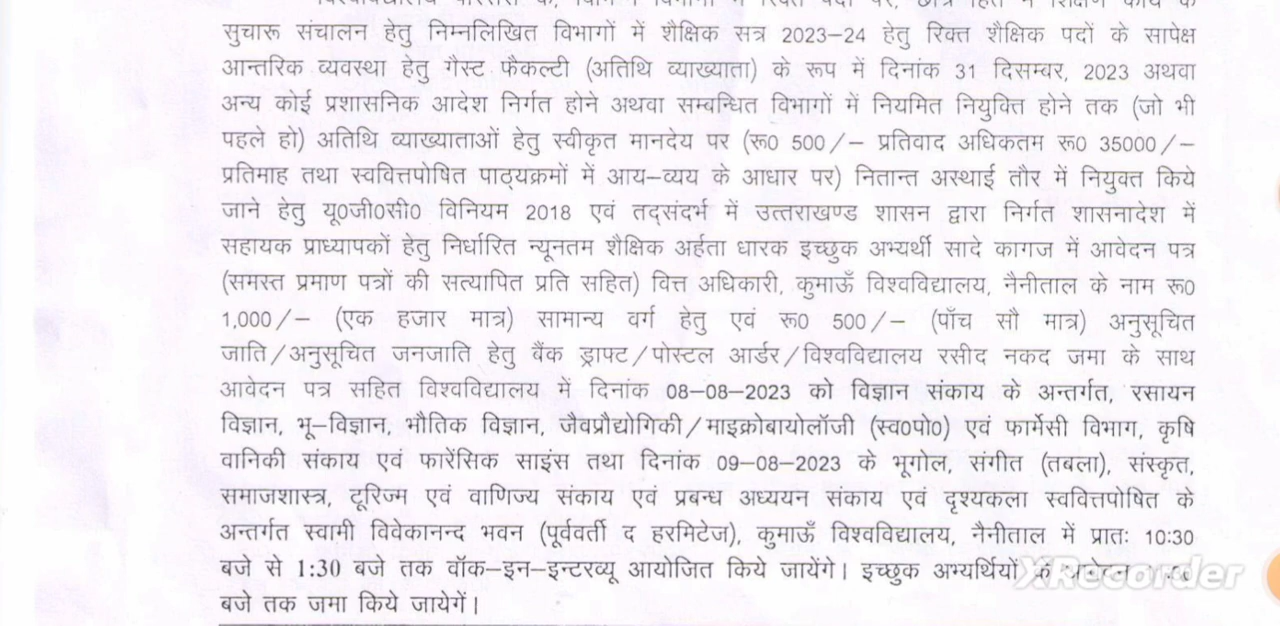 विश्वविद्यालय परिसरों के, विभिन्न विभागों में रिक्त पदों पर, छात्र हित में शिक्षण कार्य के
सुचारू संचालन हेतु निम्नलिखित विभागों में शैक्षिक सत्र 2023–24 हेतु रिक्त शैक्षिक पदों के सापेक्ष
आन्तरिक व्यवस्था हेतु गैस्ट फैकल्टी (अतिथि व्याख्याता) के रूप में दिनांक 31 दिसम्बर, 2023 अथवा
अन्य कोई प्रशासनिक आदेश निर्गत होने अथवा सम्बन्धित विभागों में नियमित नियुक्ति होने तक (जो भी
पहले हो) अतिथि व्याख्याताओं हेतु स्वीकृत मानदेय पर (रू0 500/– प्रतिवाद अधिकतम रू0 35000/–
प्रतिमाह तथा स्ववित्तपोषित पाठ्यक्रमों में आय–व्यय के आधार पर) नितान्त अस्थाई तौर में नियुक्त किये
जाने हेतु यू0जी0सी0 विनियम 2018 एवं तद्संदर्भ में उत्तराखण्ड शासन द्वारा निर्गत शासनादेश में
सहायक प्राध्यापकों हेतु निर्धारित न्यूनतम शैक्षिक अर्हता धारक इच्छुक अभ्यर्थी सादे कागज में आवेदन पत्र
(समस्त प्रमाण पत्रों की सत्यापित प्रति सहित) वित्त अधिकारी, कुमाऊँ विश्वविद्यालय, नैनीताल के नाम रू0
1,000/– (एक हजार मात्र) सामान्य वर्ग हेतु एवं रू0 500/– (पाँच सौ मात्र) अनुसूचित
जाति/अनुसूचित जनजाति हेतु बैंक ड्राफ्ट/पोस्टल आर्डर/विश्वविद्यालय रसीद नकद जमा के साथ
आवेदन पत्र सहित विश्वविद्यालय में दिनांक 08–08–2023 को विज्ञान संकाय के अन्तर्गत, रसायन
विज्ञान, भू–विज्ञान, भौतिक विज्ञान, जैवप्रौद्योगिकी/माइक्रोबायोलॉजी (स्व0पो0) एवं फार्मेसी विभाग, कृषि
वानिकी संकाय एवं फारेंसिक साइंस तथा दिनांक 09–08–2023 के भूगोल, संगीत (तबला), संस्कृत,
समाजशास्त्र, टूरिज्म एवं वाणिज्य संकाय एवं प्रबन्ध अध्ययन संकाय एवं दृश्यकला स्ववित्तपोषित के
अन्तर्गत स्वामी विवेकानन्द भवन (पूर्ववर्ती द हरमिटेज), कुमाऊँ विश्वविद्यालय, नैनीताल में प्रातः 10:30
बजे से 1:30 बजे तक वॉक–इन–इन्टरव्यू आयोजित किये जायेंगे। इच्छुक अभ्यर्थियों के
बजे तक जमा किये जायेगें।
XRecorder